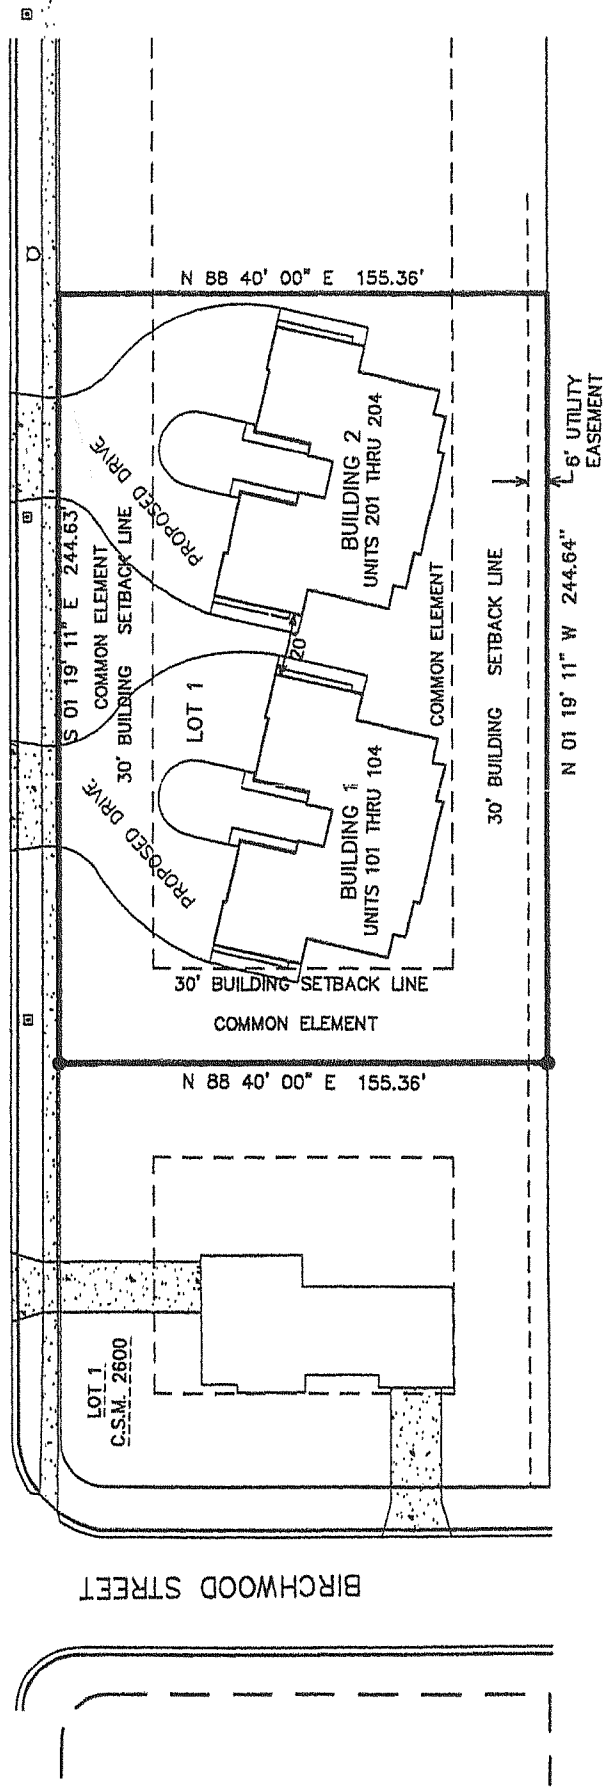 N 88 40' 00" E 155.36'
PROPOSED DRIVE
S 01 19' 11" E 244.63'
COMMON ELEMENT
30' BUILDING SETBACK LINE
BUILDING 2
UNITS 201 THRU 204
6' UTILITY
EASEMENT
20'
LOT 1
COMMON ELEMENT
30' BUILDING SETBACK LINE
N 01 19' 11" W 244.64"
PROPOSED DRIVE
BUILDING 1
UNITS 101 THRU 104
30' BUILDING SETBACK LINE
COMMON ELEMENT
N 88 40' 00" E 155.36'
LOT 1
C.S.M. 2600
BIRCHWOOD STREET